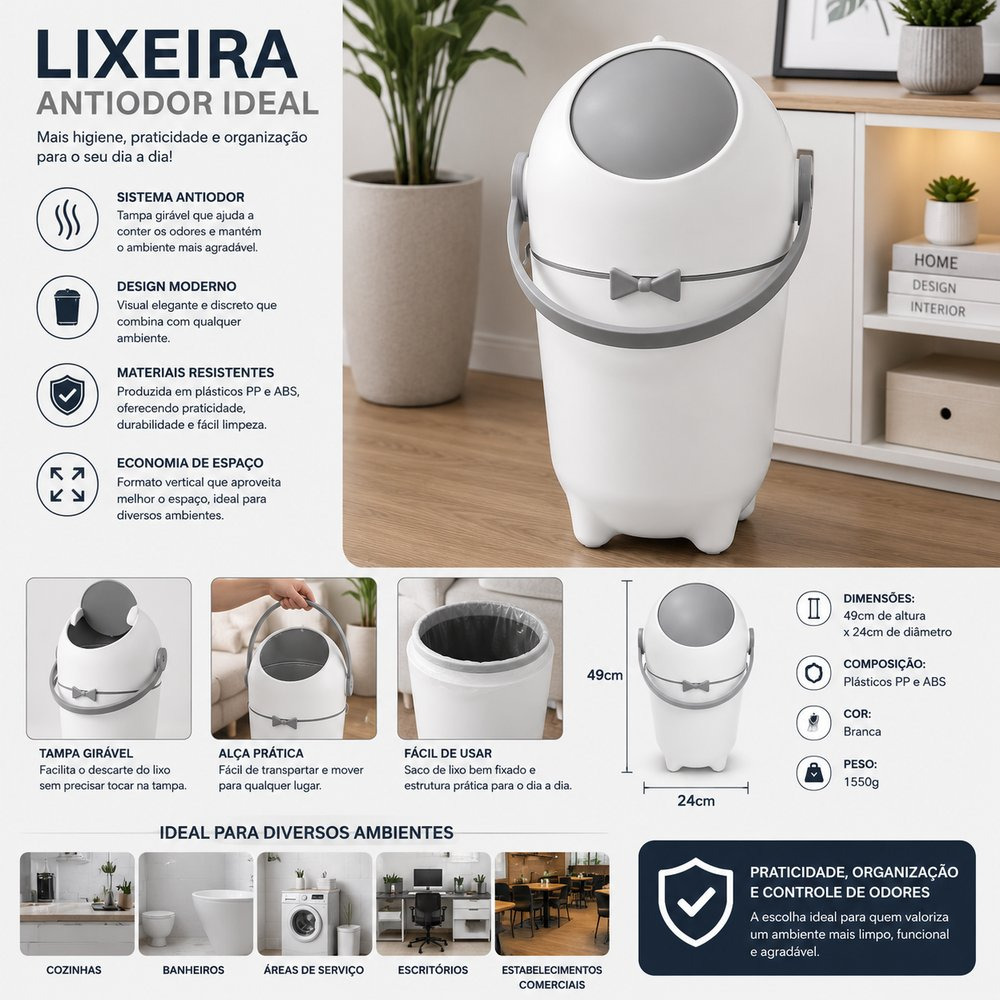 LIXEIRA
ANTIODOR IDEAL
Mais higiene, praticidade e organização
para o seu dia a dia!
SISTEMA ANTIODOR
Tampa girável que ajuda a
conter os odores e mantém
o ambiente mais agradável.
DESIGN MODERNO
Visual elegante e discreto que
combina com qualquer
ambiente.
MATERIAIS RESISTENTES
Produzida em plásticos PP e ABS,
oferecendo praticidade,
durabilidade e fácil limpeza.
ECONOMIA DE ESPAÇO
Formato vertical que aproveita
melhor o espaço, ideal para
diversos ambientes.
HOME
DESIGN
INTERIOR
TAMPA GIRÁVEL
Facilita o descarte do lixo
sem precisar tocar na tampa.
ALÇA PRÁTICA
Fácil de transpartar e mover
para qualquer lugar.
FÁCIL DE USAR
Saco de lixo bem fixado e
estrutura prática para o dia a dia.
49cm
24cm
DIMENSÕES:
49cm de altura
x 24cm de diâmetro
COMPOSIÇÃO:
Plásticos PP e ABS
COR:
Branca
PESO:
1550g
IDEAL PARA DIVERSOS AMBIENTES
COZINHAS
BANHEIROS
ÁREAS DE SERVIÇO
ESCRITÓRIOS
ESTABELECIMENTOS
COMERCIAIS
PRATICIDADE, ORGANIZAÇÃO
E CONTROLE DE ODORES
A escolha ideal para quem valoriza
um ambiente mais limpo, funcional
e agradável.